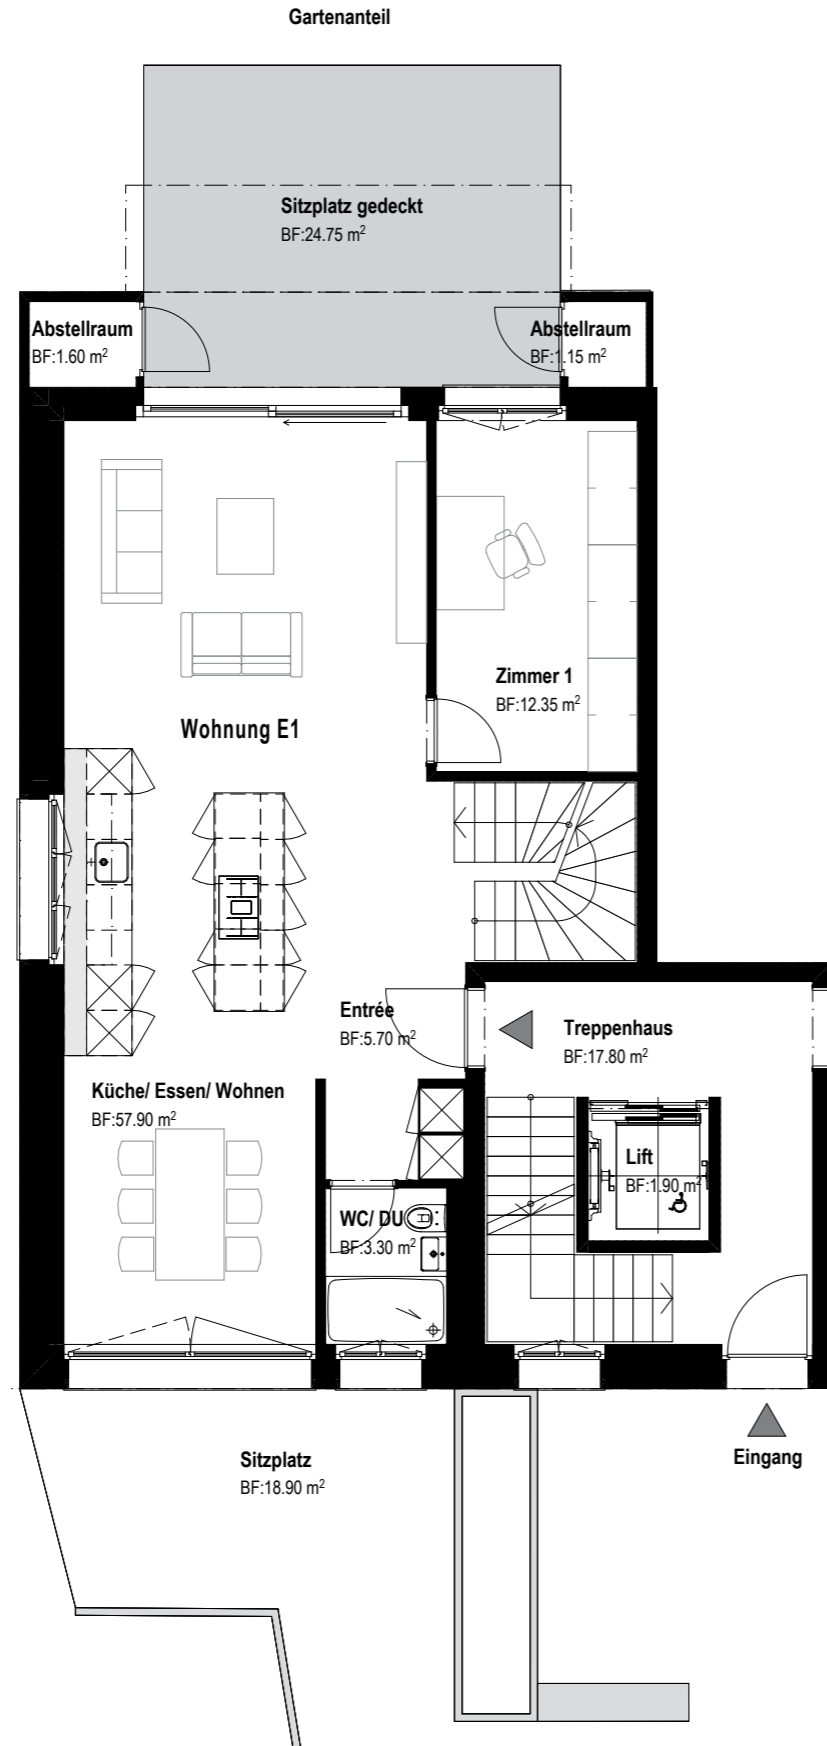 Gartenanteil
Sitzplatz gedeckt
BF:24.75 m²
Abstellraum
BF:1.60 m²
Abstellraum
BF:1.15 m²
Zimmer 1
BF:12.35 m²
Wohnung E1
Entrée
BF:5.70 m²
Treppenhaus
BF:17.80 m²
Küche/ Essen/ Wohnen
BF:57.90 m²
Lift
BF:1.90 m²
WC/ DU
BF:3.30 m²
Sitzplatz
BF:18.90 m²
Eingang